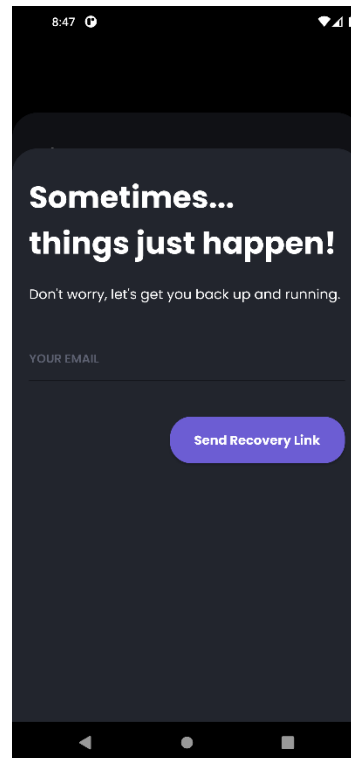 8:47
Sometimes...
things just happen!
Don't worry, let's get you back up and running.
YOUR EMAIL
Send Recovery Link